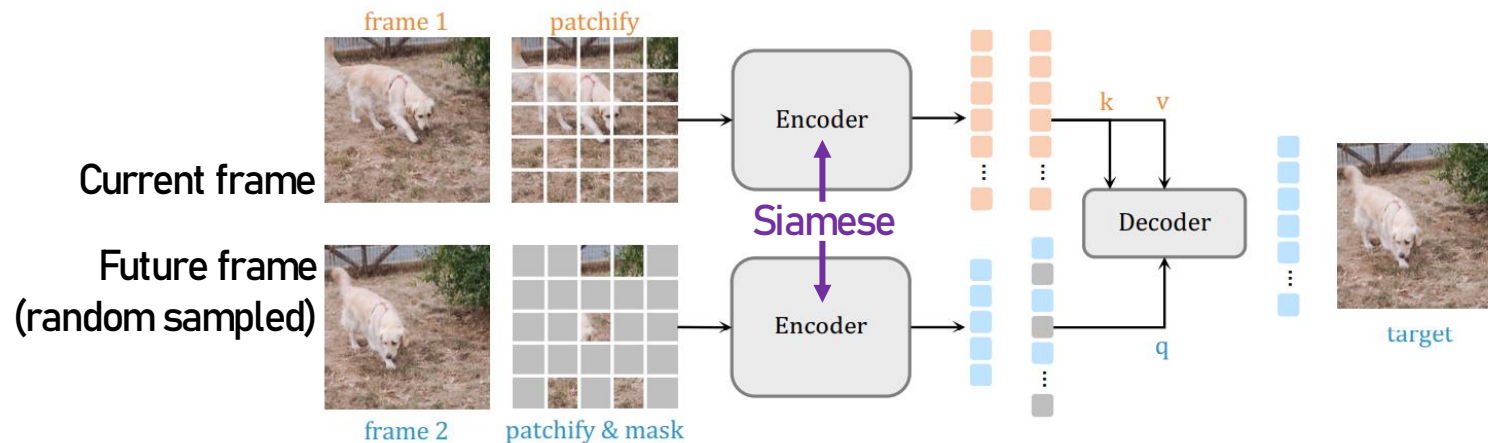 frame 1
patchify
Encoder
k
v
Current frame
Siamese
Decoder
Future frame
(random sampled)
Encoder
q
target
frame 2
patchify & mask